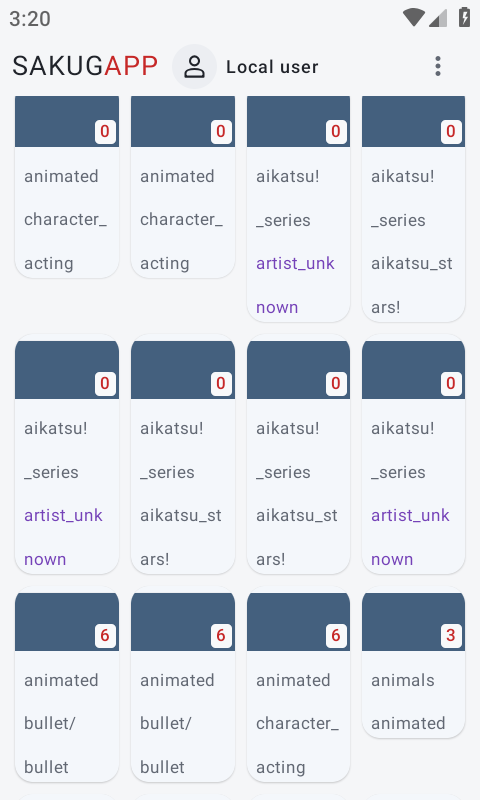 3:20
SAKUGAPP Local user
0 0 0 0
animated animated aikatsu! aikatsu!
character_ character_ _series _series
acting acting artist_unk aikatsu_st
nown ars!
0 0 0 0
aikatsu! aikatsu! aikatsu! aikatsu!
_series _series _series _series
artist_unk aikatsu_st aikatsu_st artist_unk
nown ars! ars! nown
6 6 6 3
animated animated animated animals
bullet/ bullet/ character_ animated
bullet bullet acting